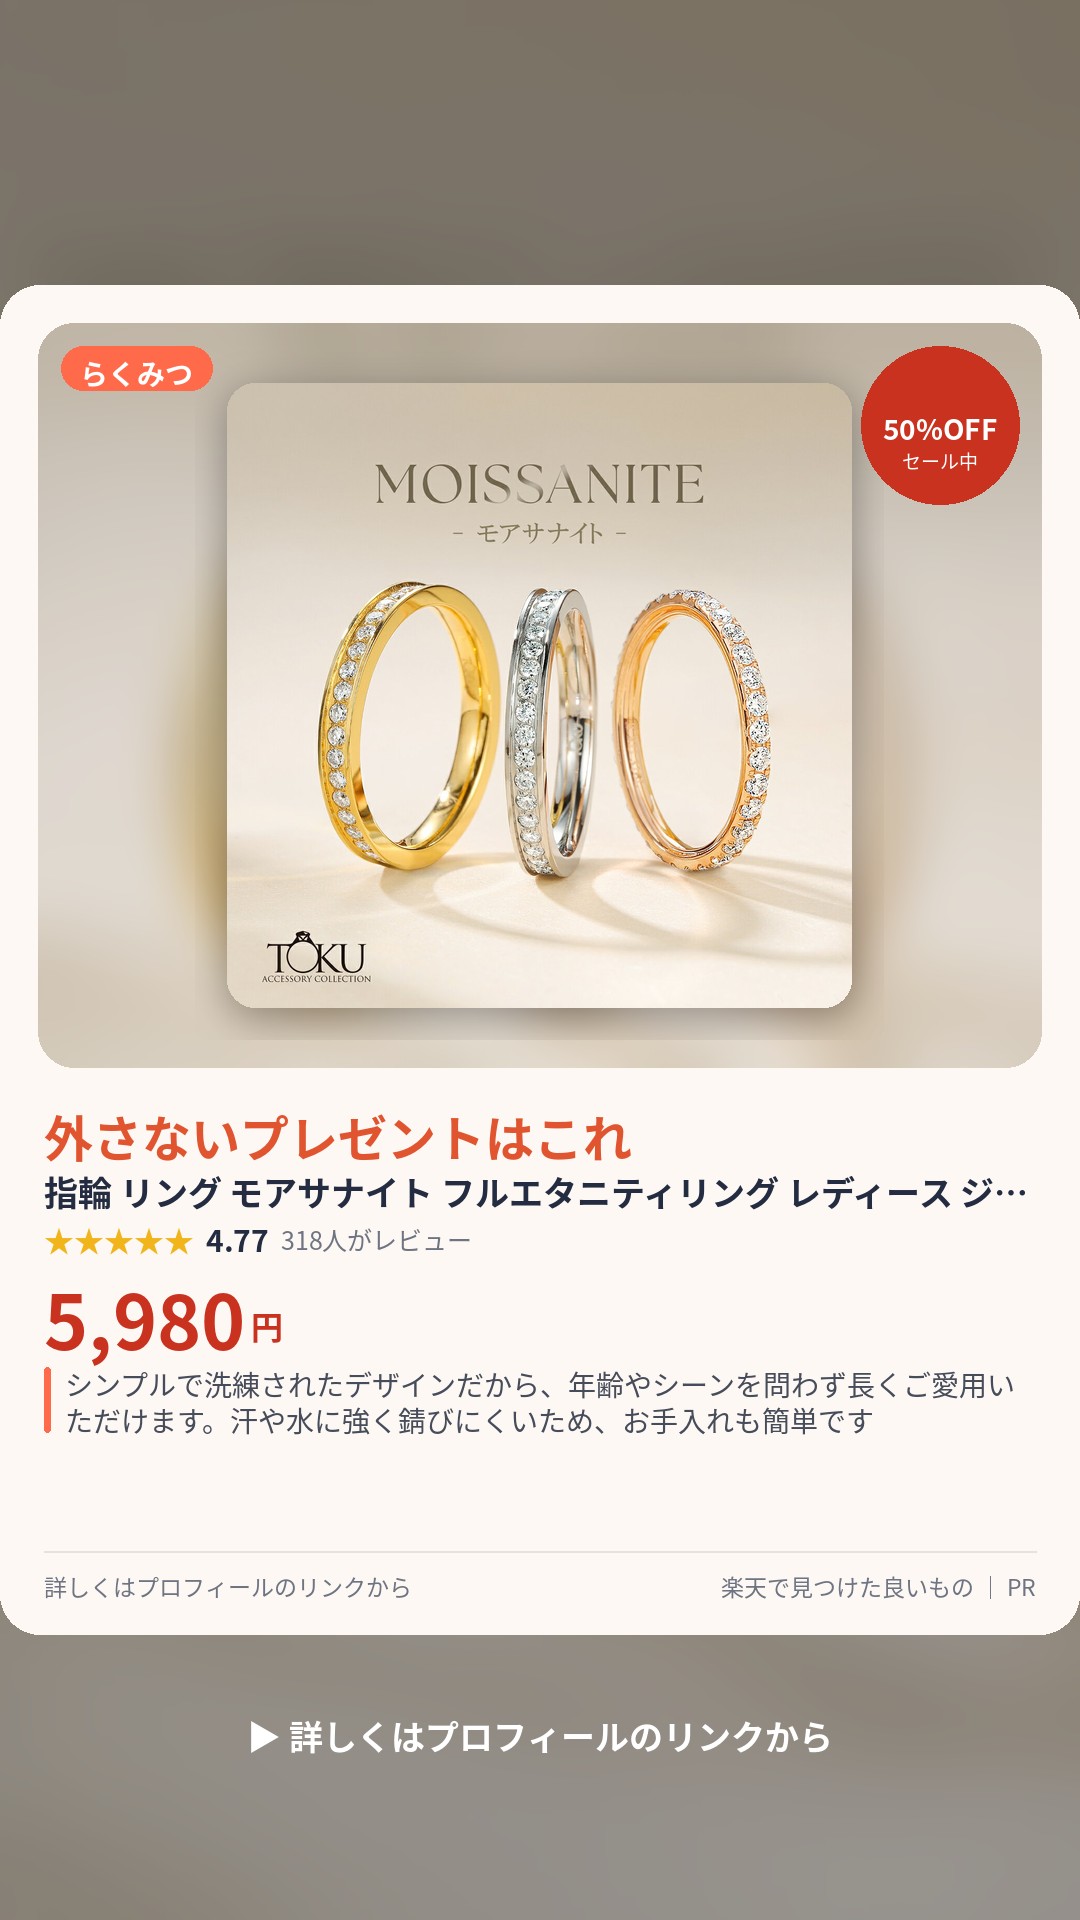 らくみつ
50%OFF
セール中
MOISSANITE
- モアサナイト -
TOKU
ACCESSORY COLLECTION
外さないプレゼントはこれ
指輪 リング モアサナイト フルエタニティリング レディース ジ…
★★★★★ 4.77 318人がレビュー
5,980円
シンプルで洗練されたデザインだから、年齢やシーンを問わず長くご愛用い
ただけます。汗や水に強く錆びにくいため、お手入れも簡単です
詳しくはプロフィールのリンクから
楽天で見つけた良いもの | PR
▶ 詳しくはプロフィールのリンクから